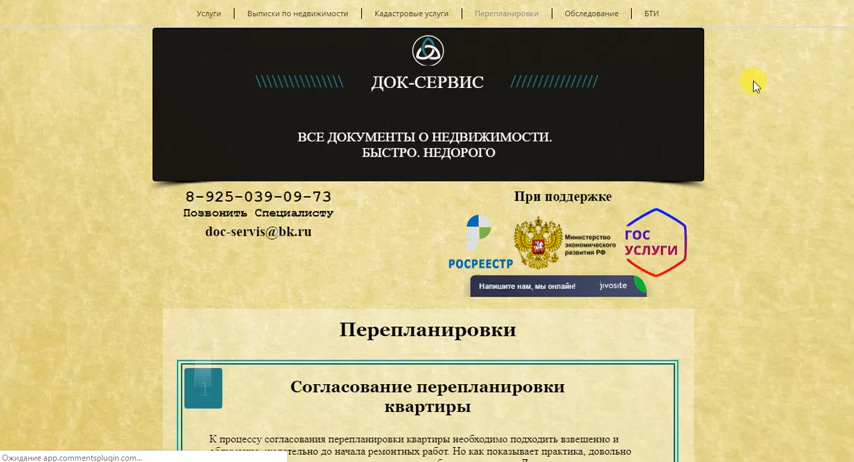 Услуги
Выписки по недвижимости
Кадастровые услуги
Перепланировки
Обследование
БТИ
ДОК-СЕРВИС
ВСЕ ДОКУМЕНТЫ О НЕДВИЖИМОСТИ.
БЫСТРО. НЕДОРОГО
8-925-039-09-73
Позвонить Специалисту
doc-servis@bk.ru
При поддержке
РОСРЕЕСТР
Министерство
экономического
развития РФ
ГОС
УСЛУГИ
Напишите нам, мы онлайн! jivosite
Перепланировки
1
Согласование перепланировки
квартиры
К процессу согласования перепланировки квартиры необходимо подходить взвешенно и
до начала ремонтных работ. Но как показывает практика, довольно
Ожидание app.commentsplugin.com...